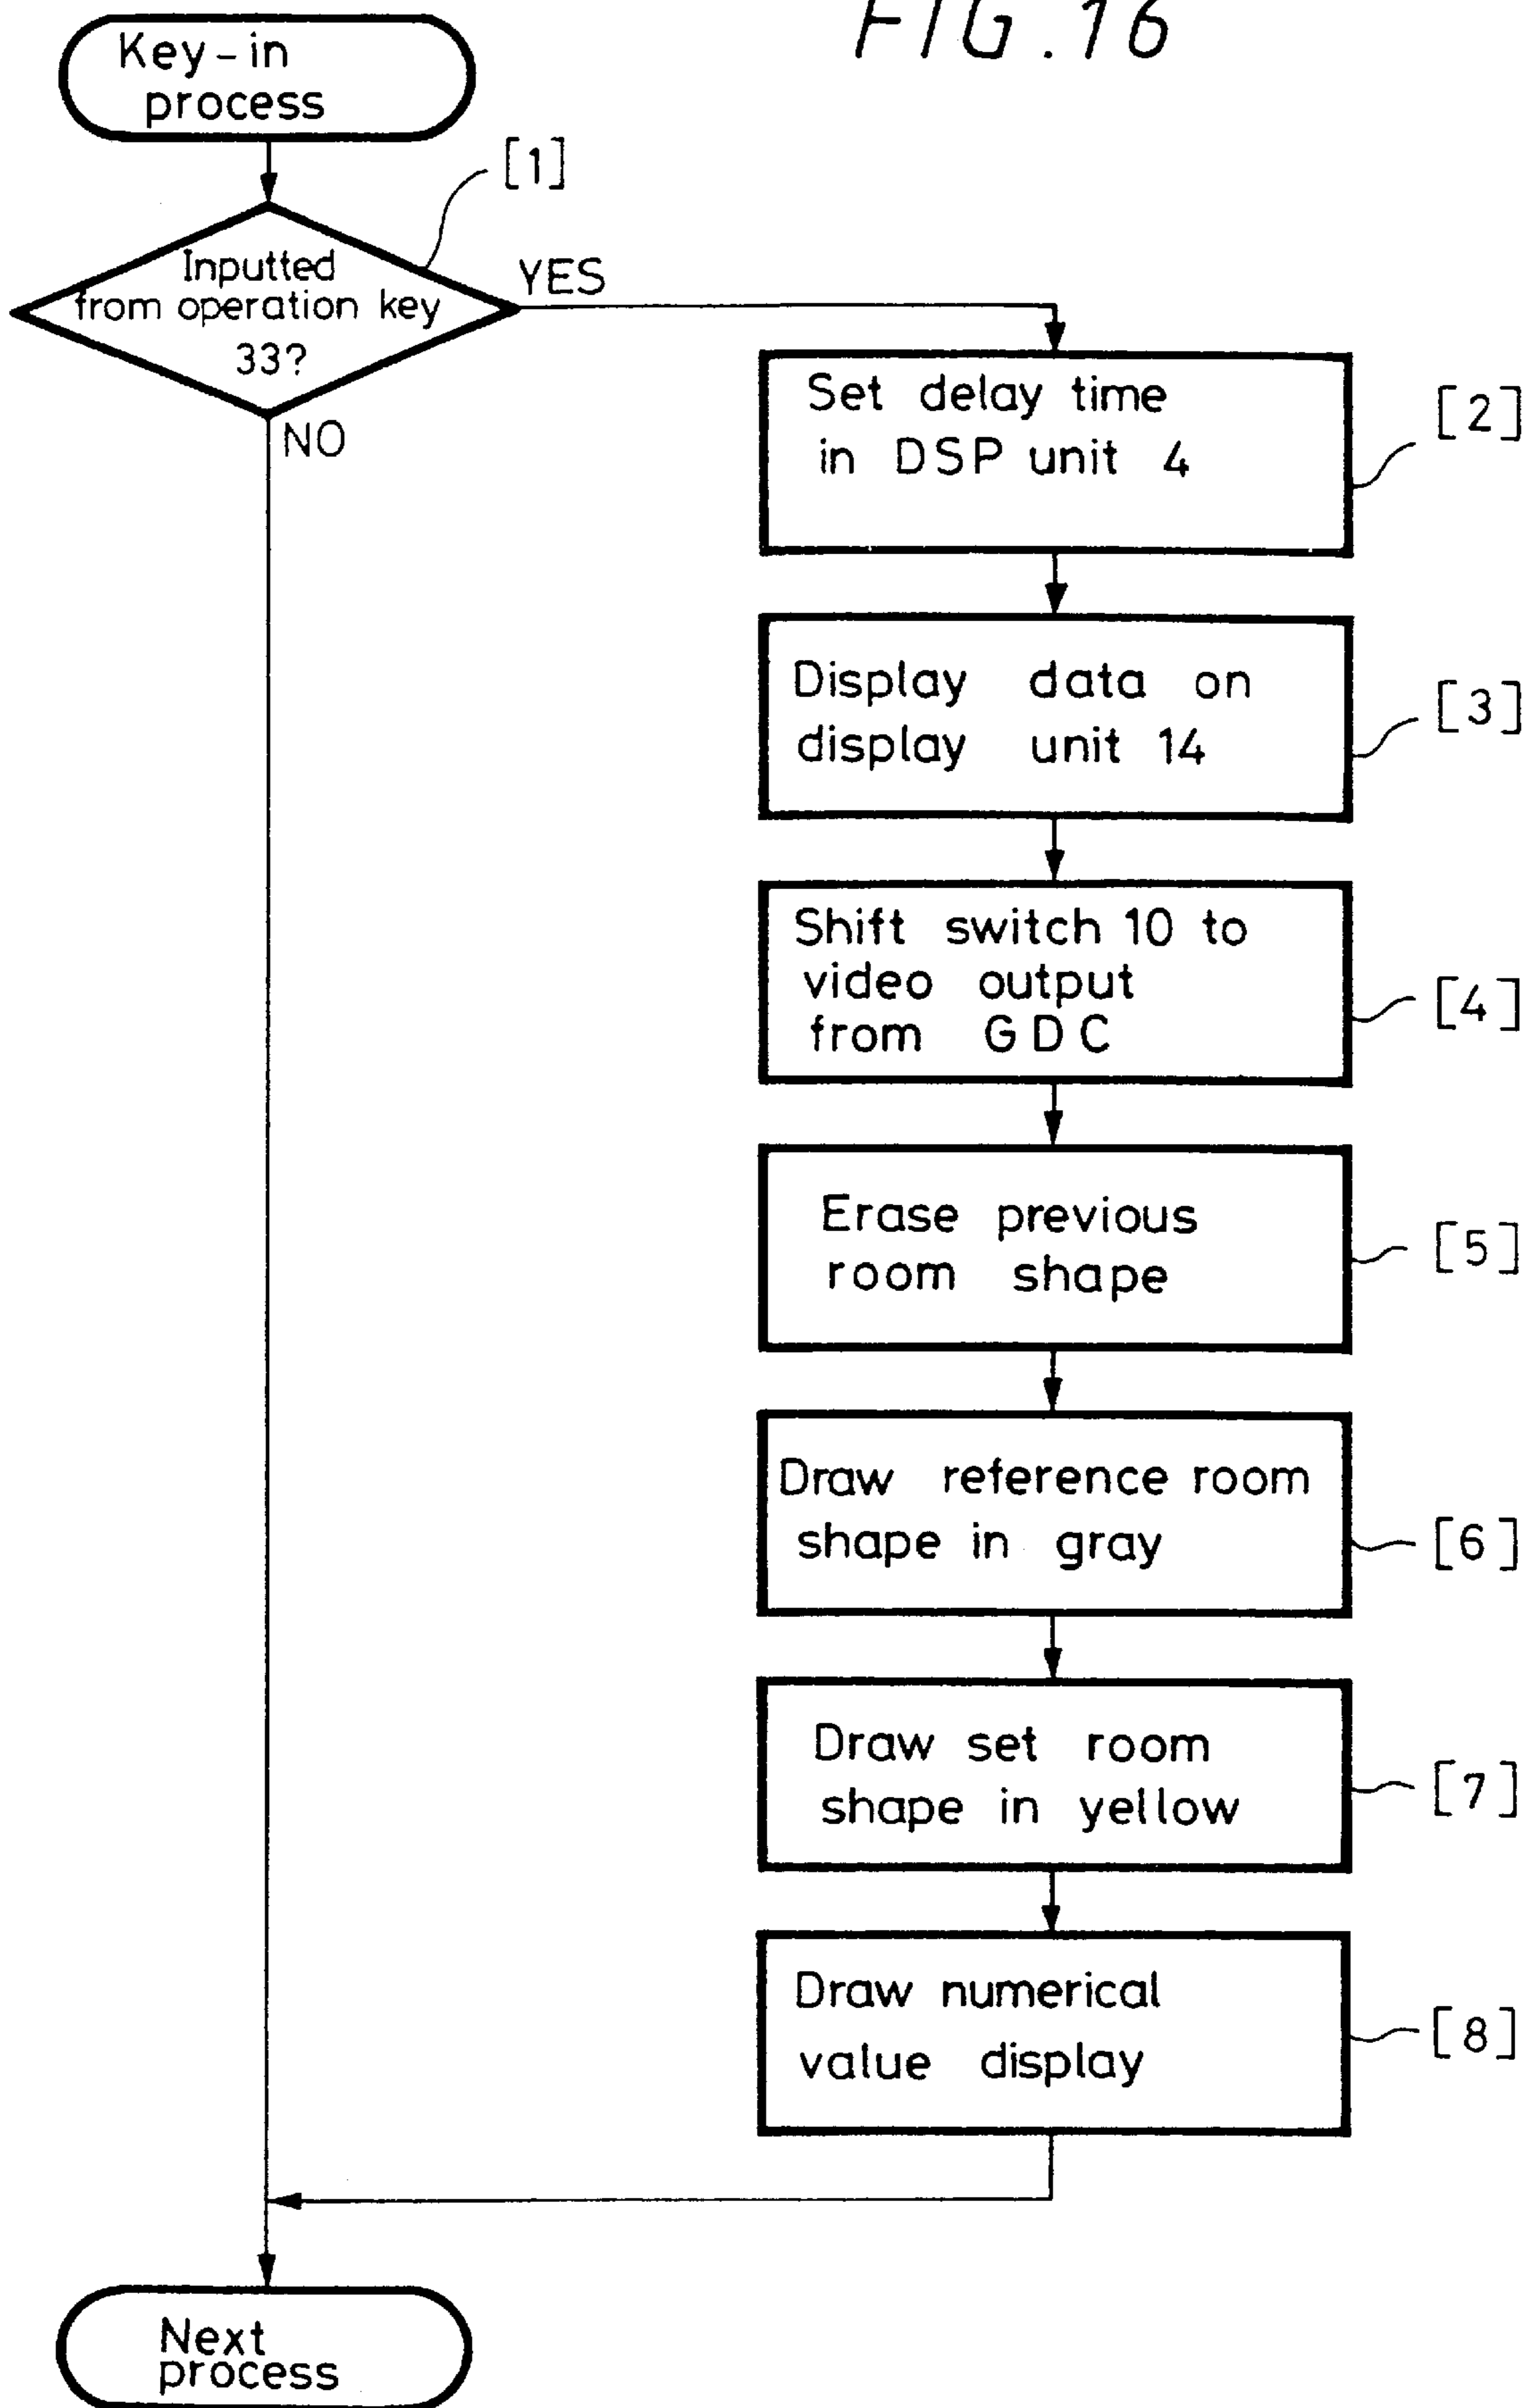 FIG.16
Key-in
process
[1]
Inputted
from operation key
33?
YES
NO
Set delay time
in DSP unit 4
[2]
Display data on
display unit 14
[3]
Shift switch 10 to
video output
from GDC
[4]
Erase previous
room shape
[5]
Draw reference room
shape in gray
[6]
Draw set room
shape in yellow
[7]
Draw numerical
value display
[8]
Next
process